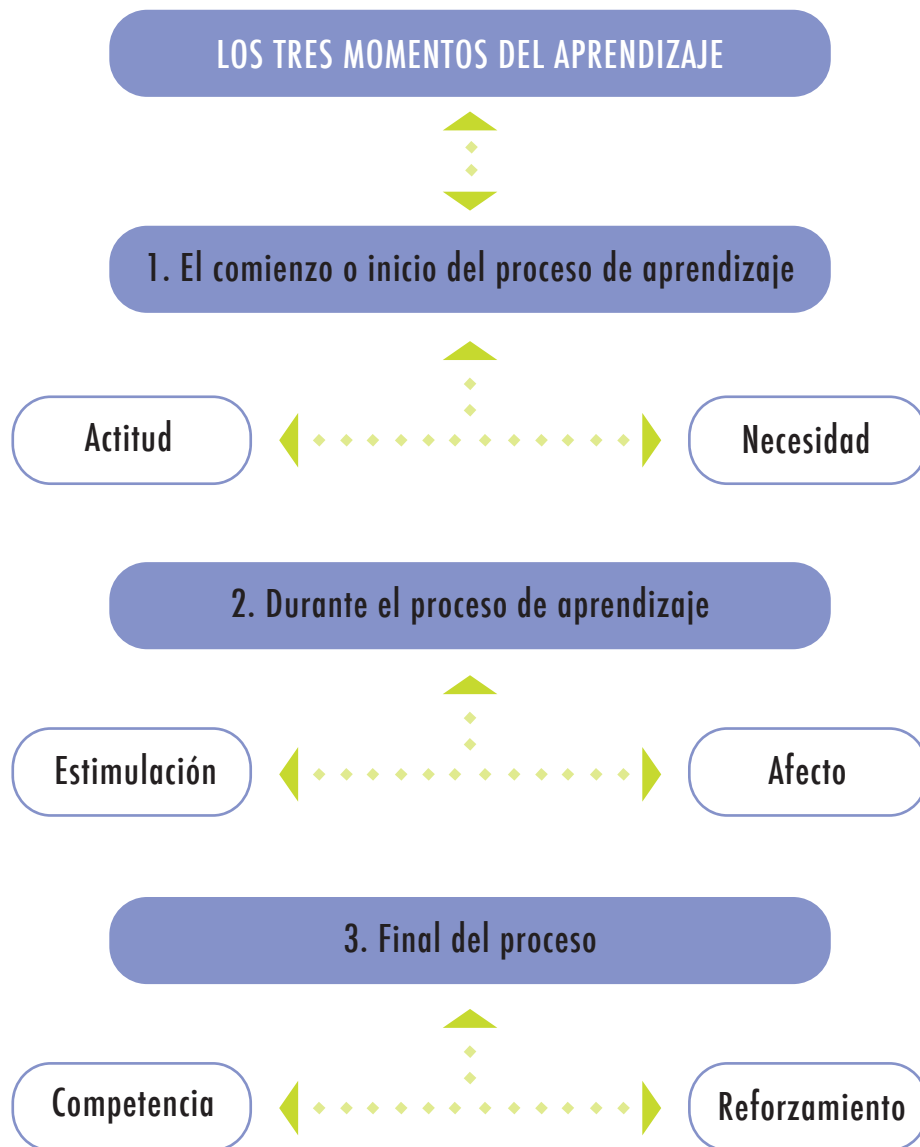 LOS TRES MOMENTOS DEL APRENDIZAJE
1. El comienzo o inicio del proceso de aprendizaje
Actitud
Necesidad
2. Durante el proceso de aprendizaje
Estimulación
Afecto
3. Final del proceso
Competencia
Reforzamiento